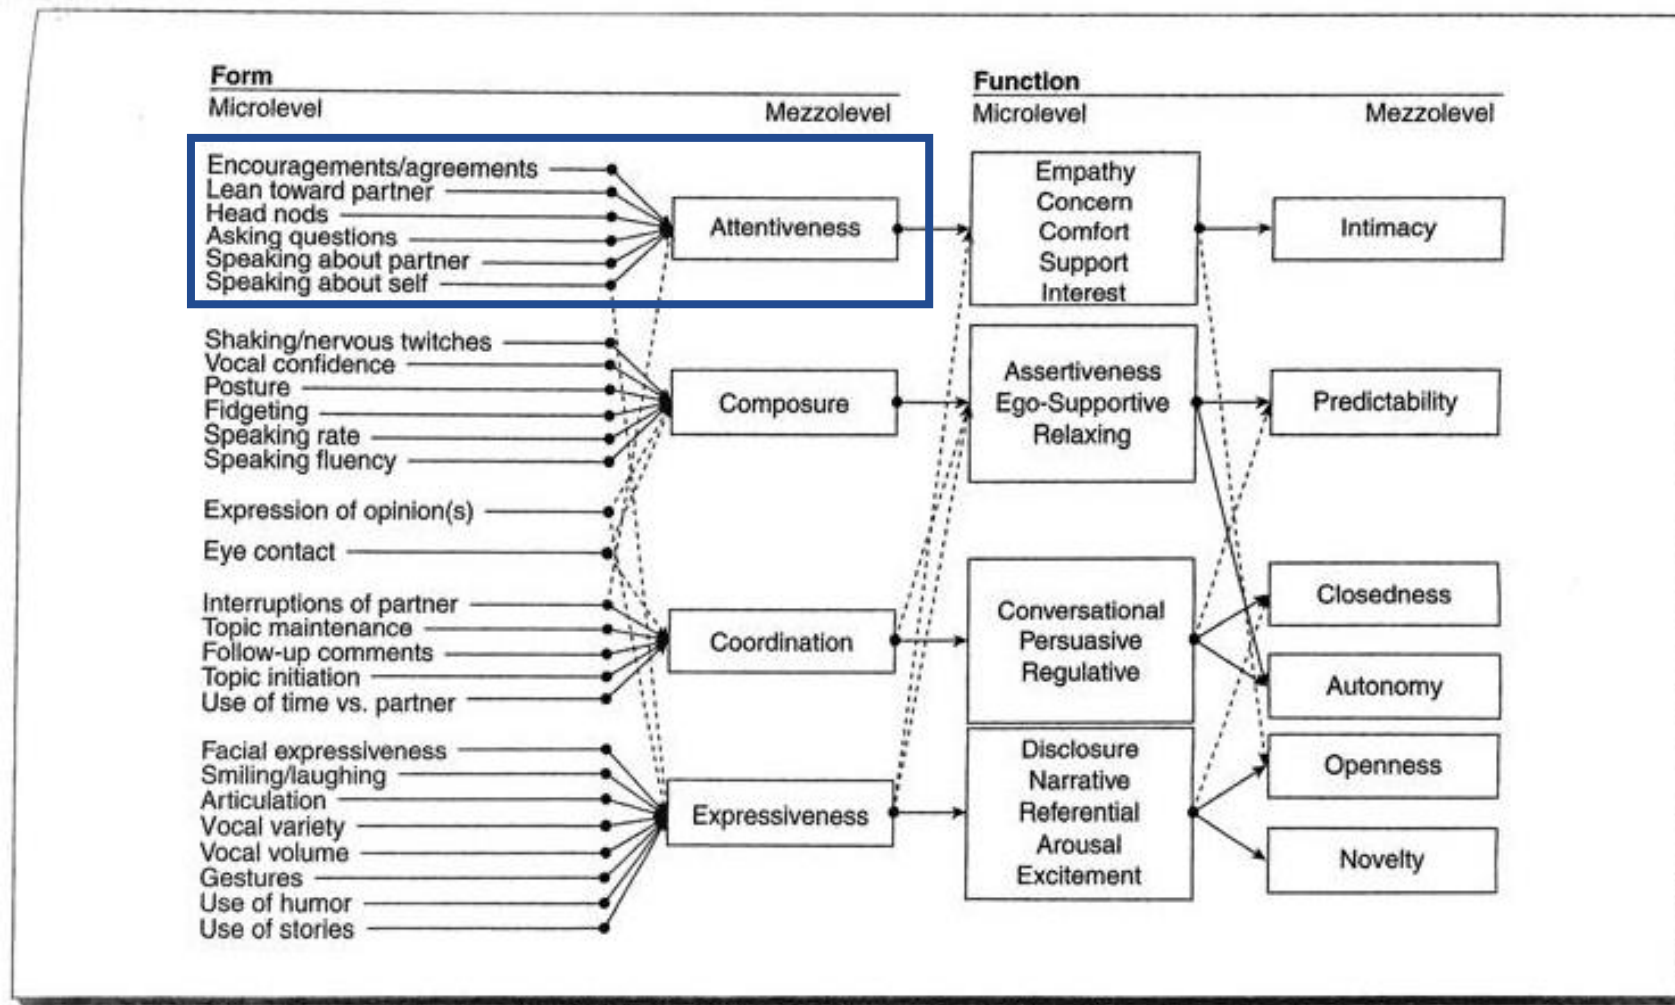 Form
Function
Microlevel
Mezzolevel
Microlevel
Mezzolevel
Encouragements/agreements
Lean toward partner
Head nods
Asking questions
Speaking about partner
Speaking about self
Attentiveness
Empathy
Concern
Comfort
Support
Interest
Intimacy
Shaking/nervous twitches
Vocal confidence
Posture
Fidgeting
Speaking rate
Speaking fluency
Composure
Assertiveness
Ego-Supportive
Relaxing
Predictability
Expression of opinion(s)
Eye contact
Interruptions of partner
Topic maintenance
Follow-up comments
Topic initiation
Use of time vs. partner
Coordination
Conversational
Persuasive
Regulative
Closedness
Autonomy
Facial expressiveness
Smiling/laughing
Articulation
Vocal variety
Vocal volume
Gestures
Use of humor
Use of stories
Expressiveness
Disclosure
Narrative
Referential
Arousal
Excitement
Openness
Novelty